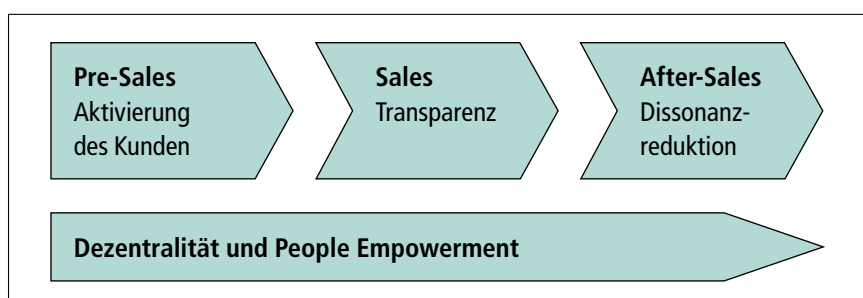 Pre-Sales
Aktivierung
des Kunden
Sales
Transparenz
After-Sales
Dissonanz-
reduktion
Dezentralität und People Empowerment